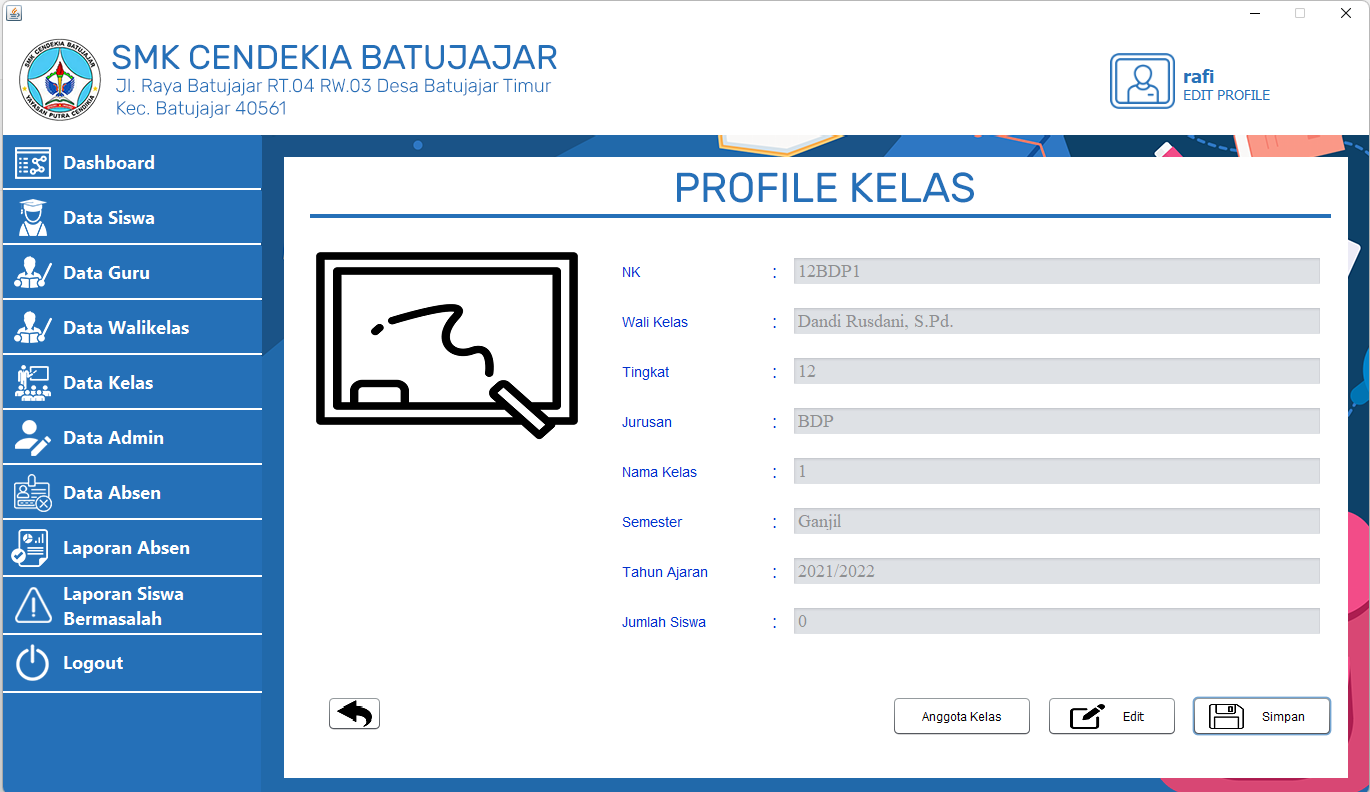 SMK CENDEKIA BATUJAJAR
YAYASAN PUTRA CENDIKIA
SMK CENDEKIA BATUJAJAR
Jl. Raya Batujajar RT.04 RW.03 Desa Batujajar Timur
Kec. Batujajar 40561
rafi
EDIT PROFILE
Dashboard
Data Siswa
Data Guru
Data Walikelas
Data Kelas
Data Admin
Data Absen
Laporan Absen
Laporan Siswa
Bermasalah
Logout
PROFILE KELAS
NK : 12BDP1
Wali Kelas : Dandi Rusdani, S.Pd.
Tingkat : 12
Jurusan : BDP
Nama Kelas : 1
Semester : Ganjil
Tahun Ajaran : 2021/2022
Jumlah Siswa : 0
Anggota Kelas
Edit
Simpan